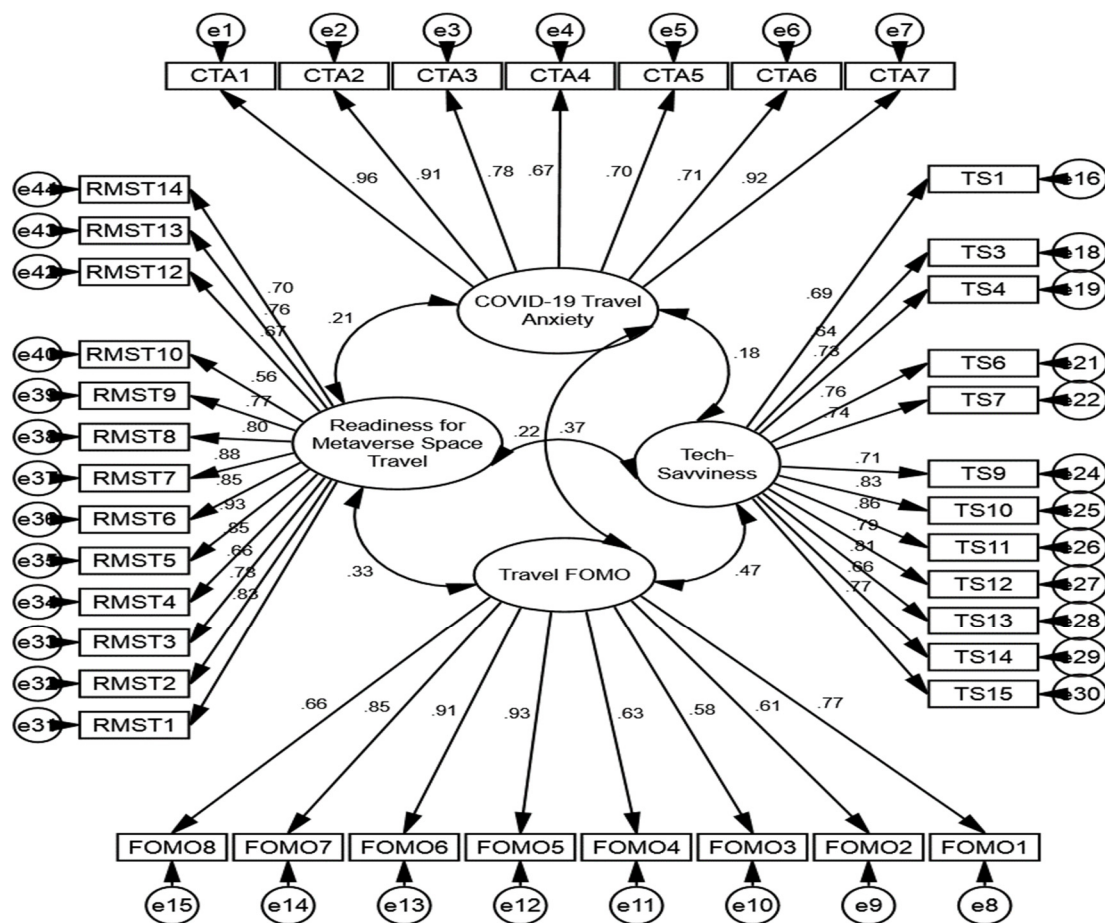 e1 e2 e3 e4 e5 e6 e7
CTA1 CTA2 CTA3 CTA4 CTA5 CTA6 CTA7
.96 .91 .78 .67 .70 .71 .92
e44 RMST14
e43 RMST13
e42 RMST12
e40 RMST10
e39 RMST9
e38 RMST8
e37 RMST7
e36 RMST6
e35 RMST5
e34 RMST4
e33 RMST3
e32 RMST2
e31 RMST1
.70
.76
.67
.56
.77
.80
.88
.85
.93
.85
.66
.78
.83
COVID-19 Travel
Anxiety
Readiness for
Metaverse Space
Travel
Tech-
Savviness
Travel FOMO
.21
.18
.22
.37
.33
.47
.69
.64
.73
.76
.74
.71
.83
.86
.79
.81
.66
.77
TS1 e16
TS3 e18
TS4 e19
TS6 e21
TS7 e22
TS9 e24
TS10 e25
TS11 e26
TS12 e27
TS13 e28
TS14 e29
TS15 e30
.66 .85 .91 .93 .63 .58 .61 .77
FOMO8 FOMO7 FOMO6 FOMO5 FOMO4 FOMO3 FOMO2 FOMO1
e15 e14 e13 e12 e11 e10 e9 e8